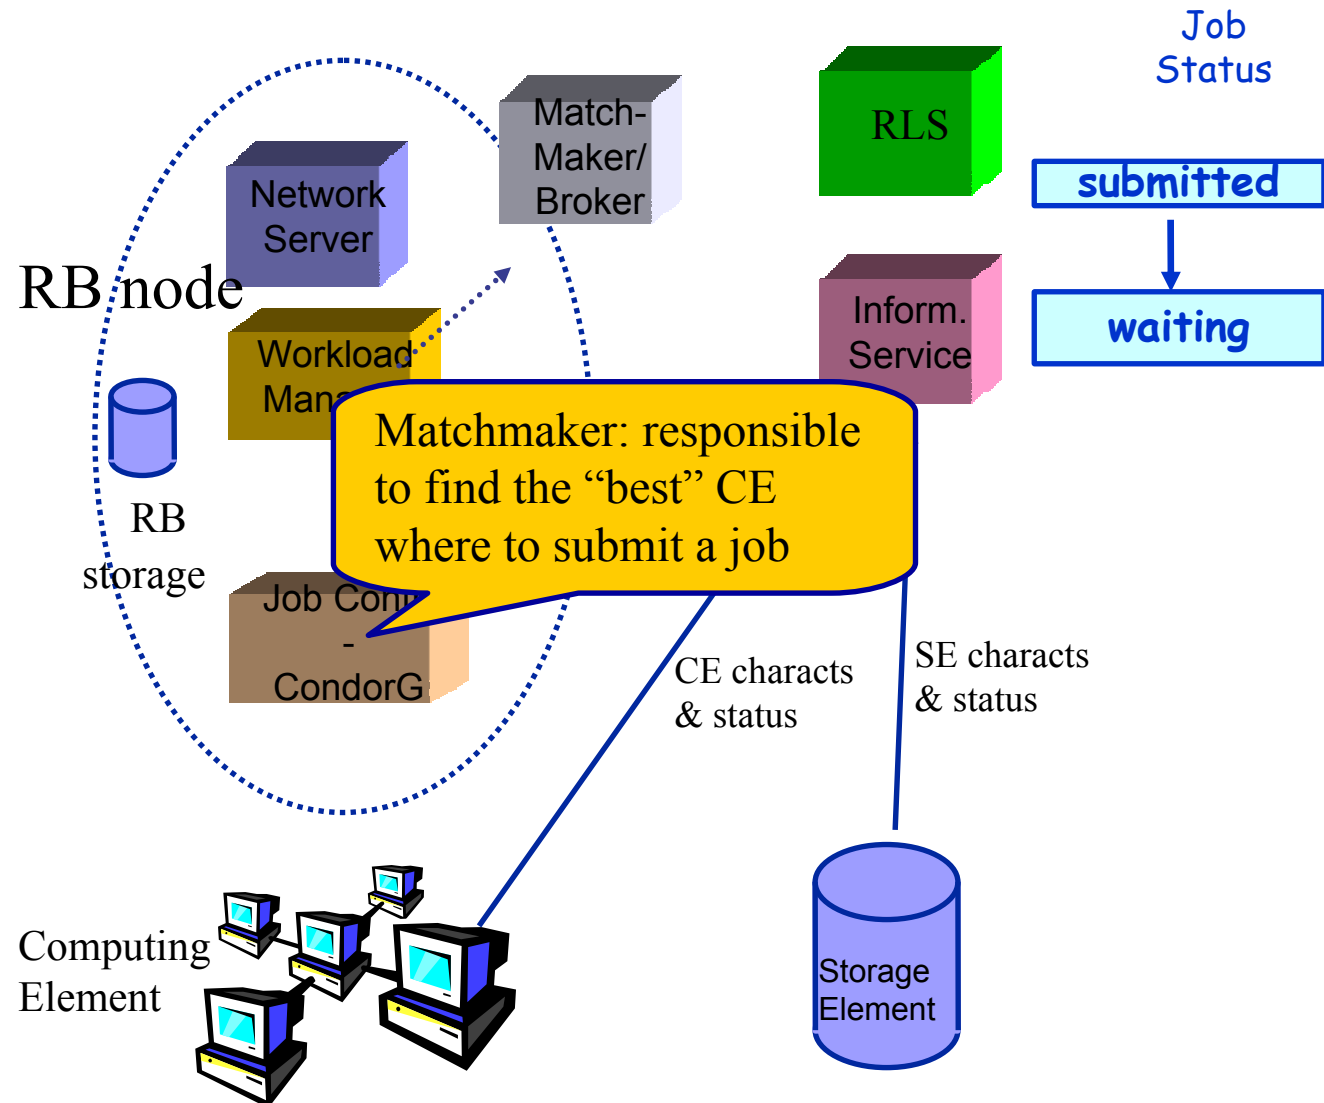 Job
Status
Match-
Maker/
Broker
RLS
Network
Server
submitted
RB node
Inform.
Service
waiting
Workload
Matchmaker: responsible
to find the “best” CE
where to submit a job
RB
storage
Job Cont
-
CondorG
CE characts
& status
SE characts
& status
Computing
Element
Storage
Element